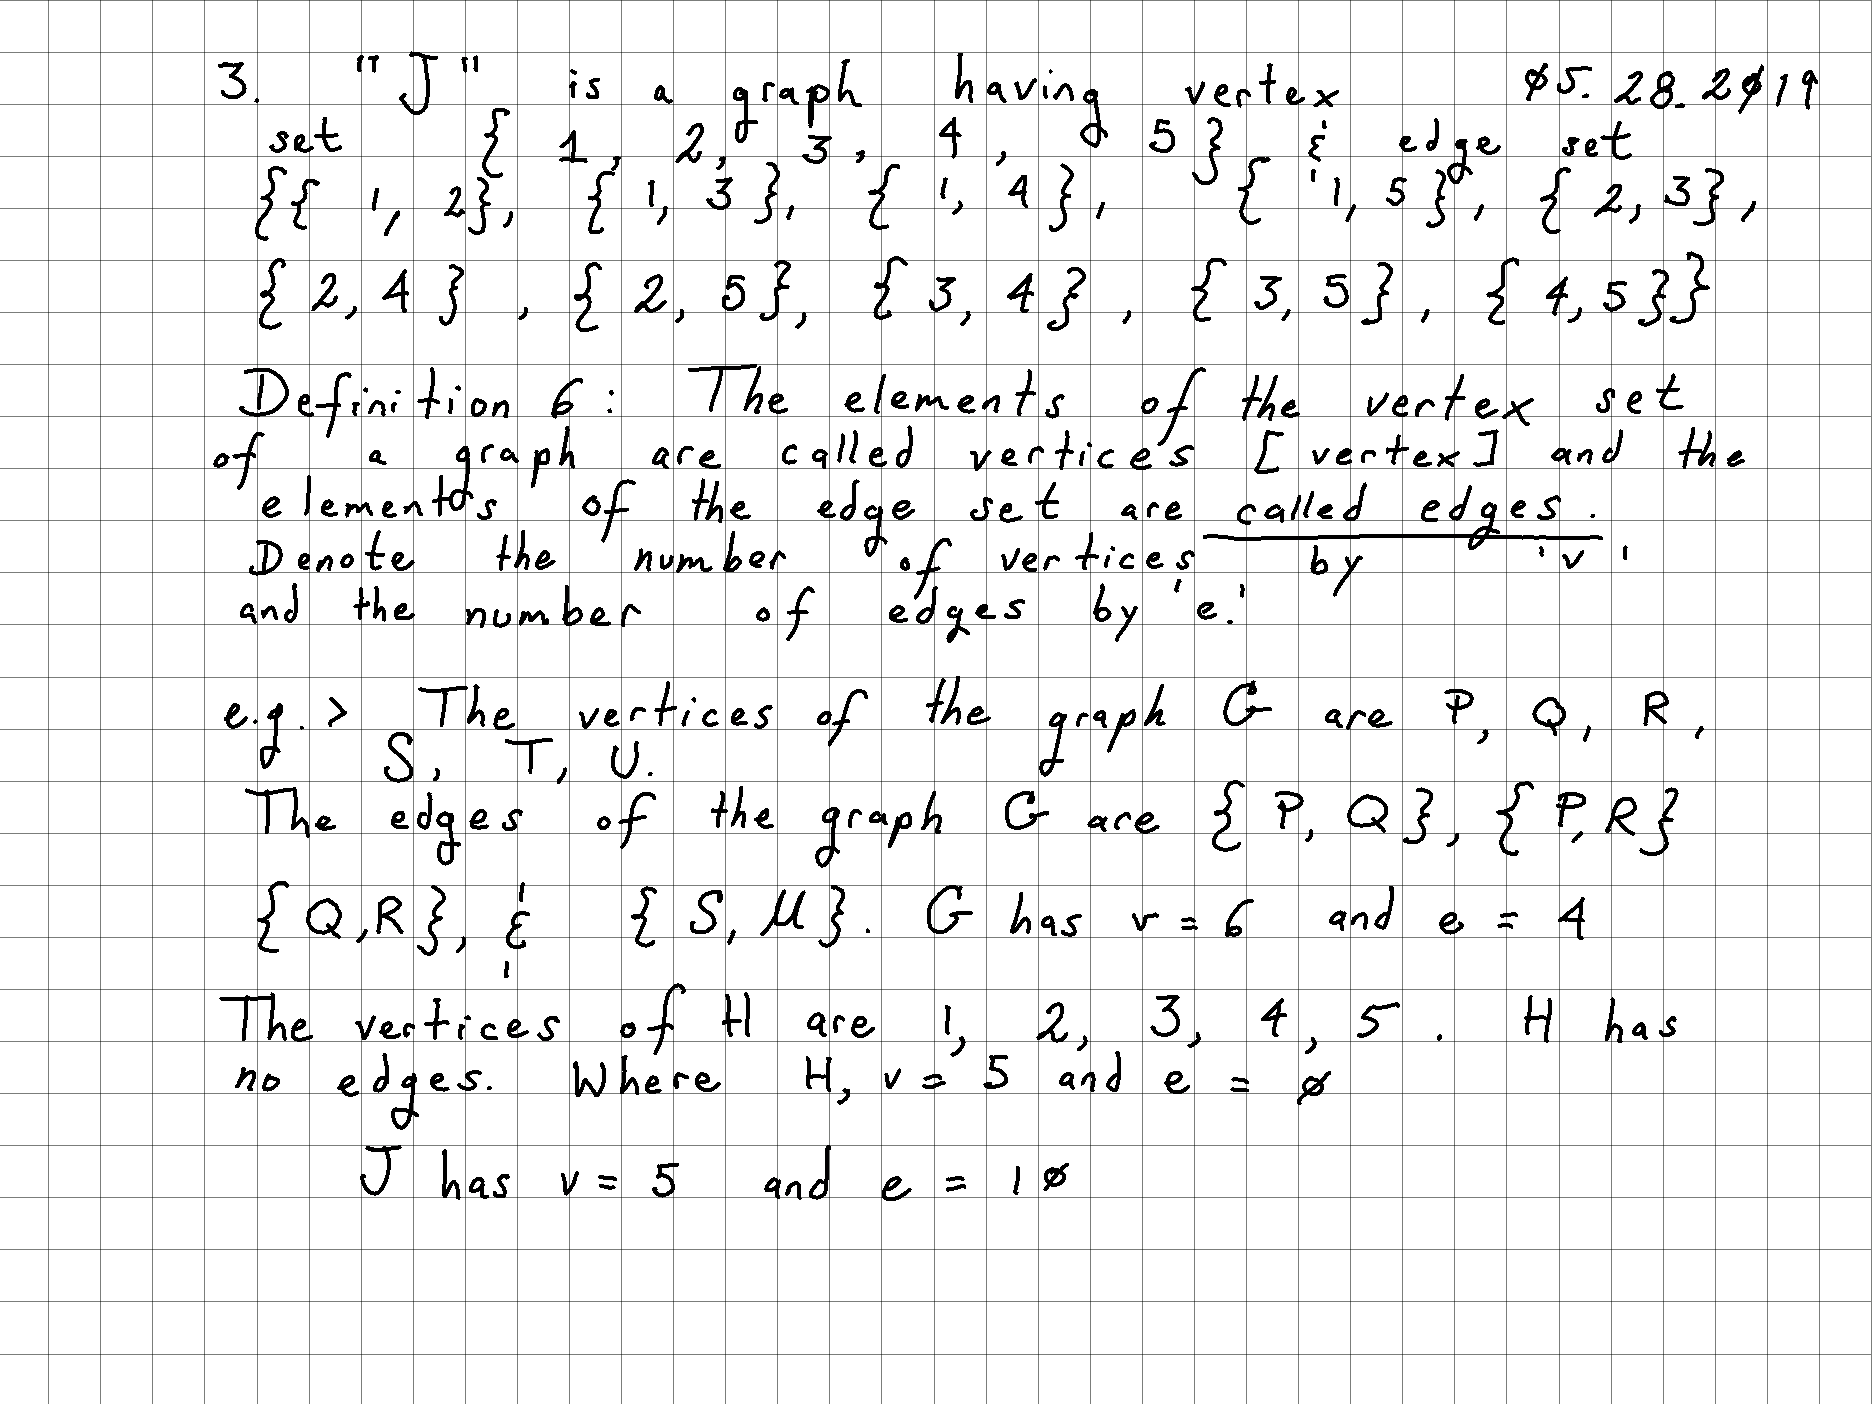 3. "J" is a graph having vertex ø5.28.2ø19
set { 1, 2, 3, 4, 5 } & edge set
{{ 1, 2}, { 1, 3 }, { 1, 4 }, { 1, 5 }, { 2, 3 },
{ 2, 4 } , { 2, 5 }, { 3, 4 } , { 3, 5 } , { 4, 5 }}
Definition 6 : The elements of the vertex set
of a graph are called vertices [ vertex ] and the
elements of the edge set are called edges.
Denote the number of vertices by 'v'
and the number of edges by 'e.'
e.g. > The vertices of the graph G are P, Q, R,
S, T, U.
The edges of the graph G are { P, Q }, { P, R }
{ Q, R }, & { S, U }. G has v = 6 and e = 4
The vertices of H are 1, 2, 3, 4, 5 . H has
no edges. Where H, v = 5 and e = ø
J has v = 5 and e = 1ø